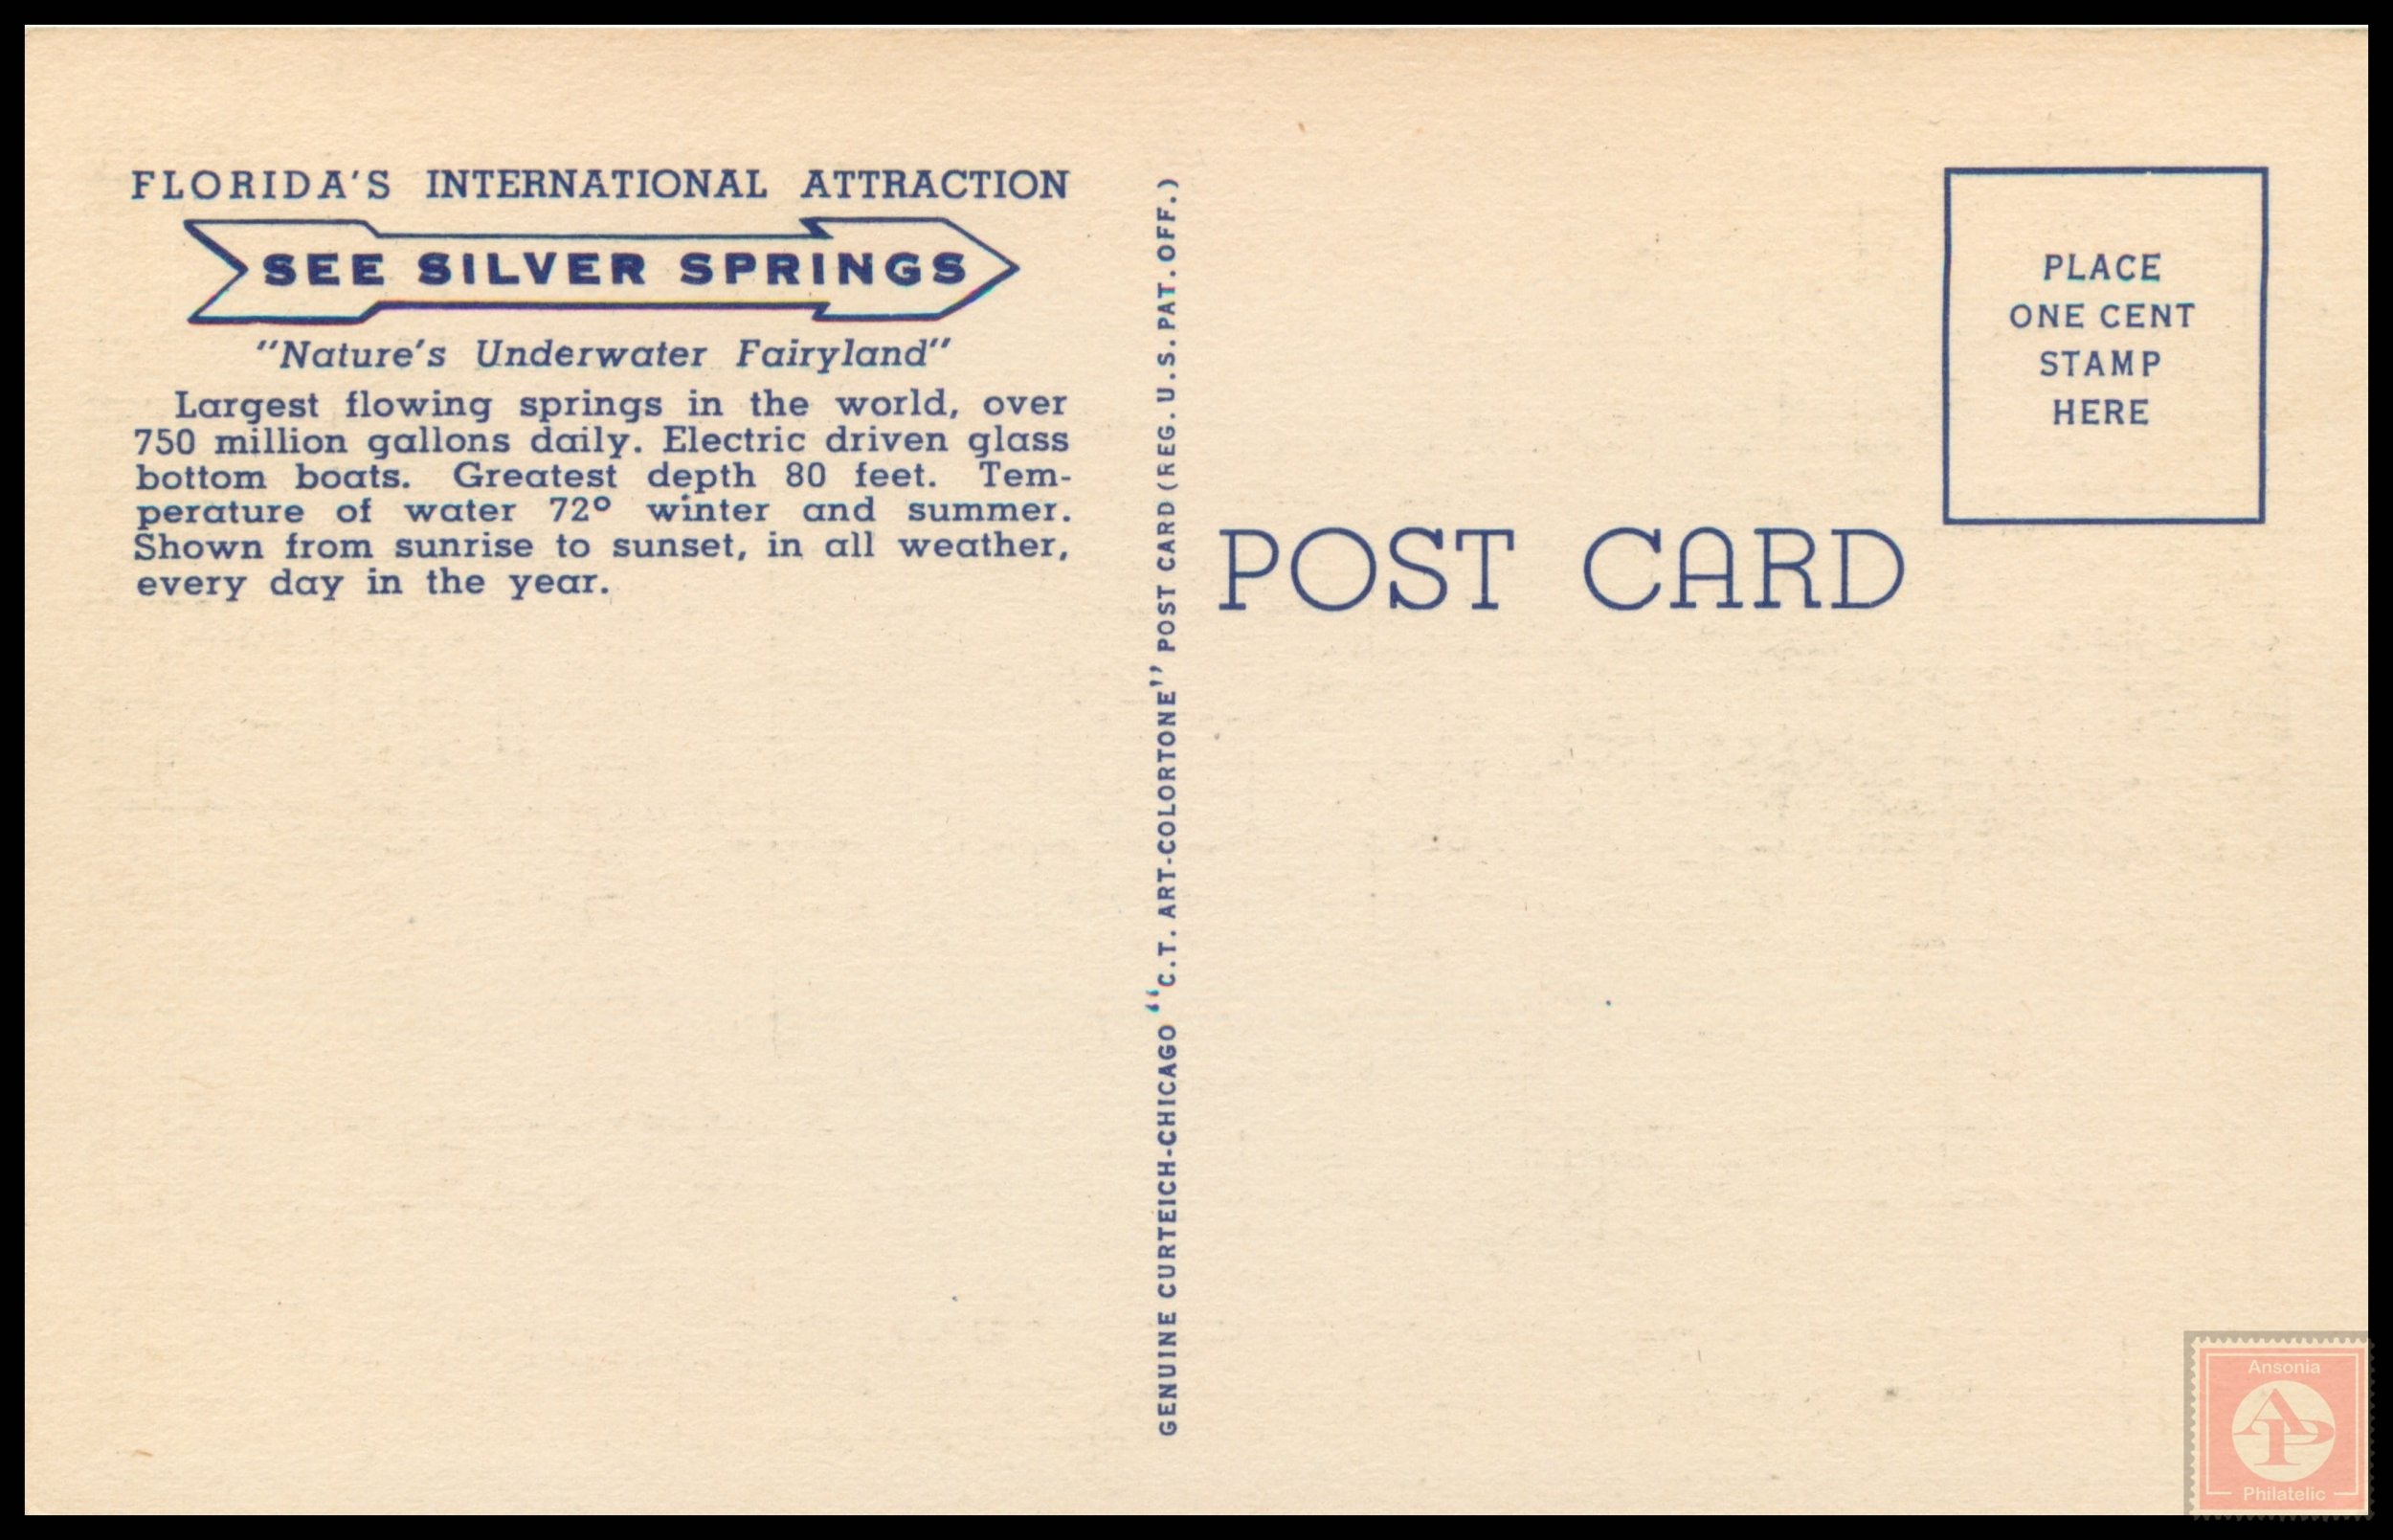 FLORIDA'S INTERNATIONAL ATTRACTION
SEE SILVER SPRINGS
"Nature's Underwater Fairyland"
Largest flowing springs in the world, over
750 million gallons daily. Electric driven glass
bottom boats. Greatest depth 80 feet. Tem-
perature of water 72º winter and summer.
Shown from sunrise to sunset, in all weather,
every day in the year.
GENUINE CURTEICH-CHICAGO "C.T. ART-COLORTONE" POST CARD (REG. U.S. PAT. OFF.)
POST CARD
PLACE
ONE CENT
STAMP
HERE
Ansonia
AP
Philatelic